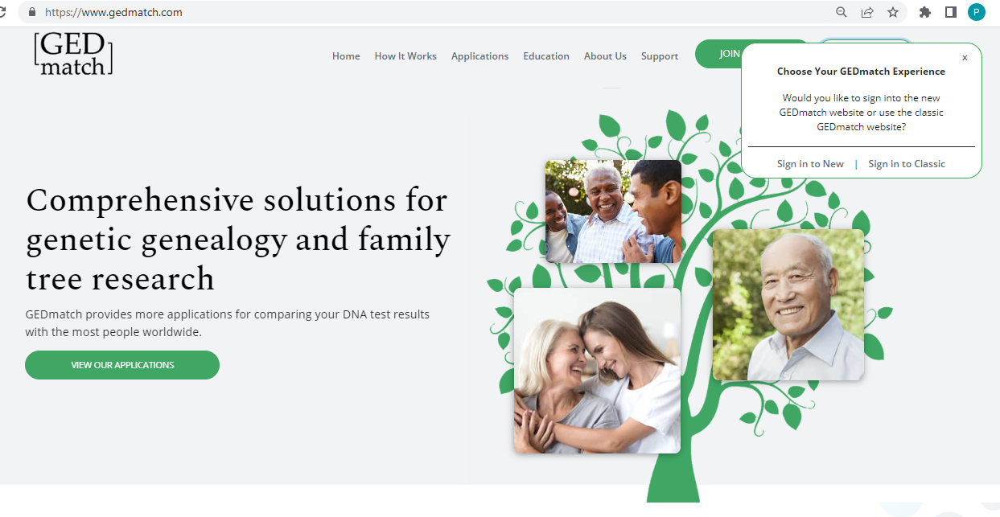 https://www.gedmatch.com
P
[GED
match]
Home How It Works Applications Education About Us Support JOIN
x
Choose Your GEDmatch Experience
Would you like to sign into the new
GEDmatch website or use the classic
GEDmatch website?
Sign in to New | Sign in to Classic
Comprehensive solutions for
genetic genealogy and family
tree research
GEDmatch provides more applications for comparing your DNA test results
with the most people worldwide.
VIEW OUR APPLICATIONS